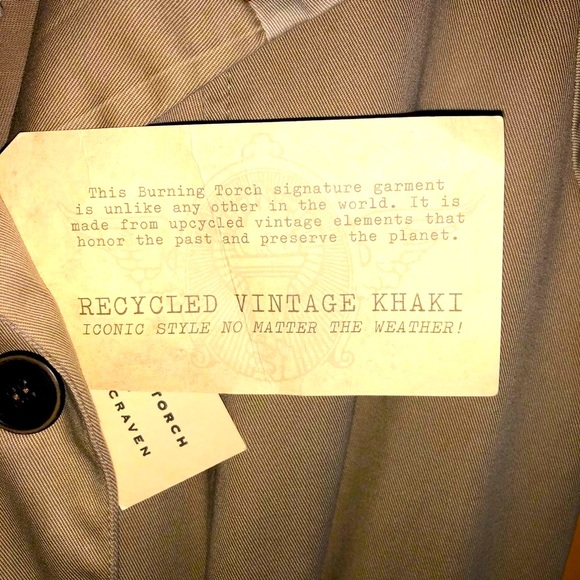 This Burning Torch signature garment
is unlike any other in the world. It is
made from upcycled vintage elements that
honor the past and preserve the planet.
RECYCLED VINTAGE KHAKI
ICONIC STYLE NO MATTER THE WEATHER!
TORCH
CRAVEN